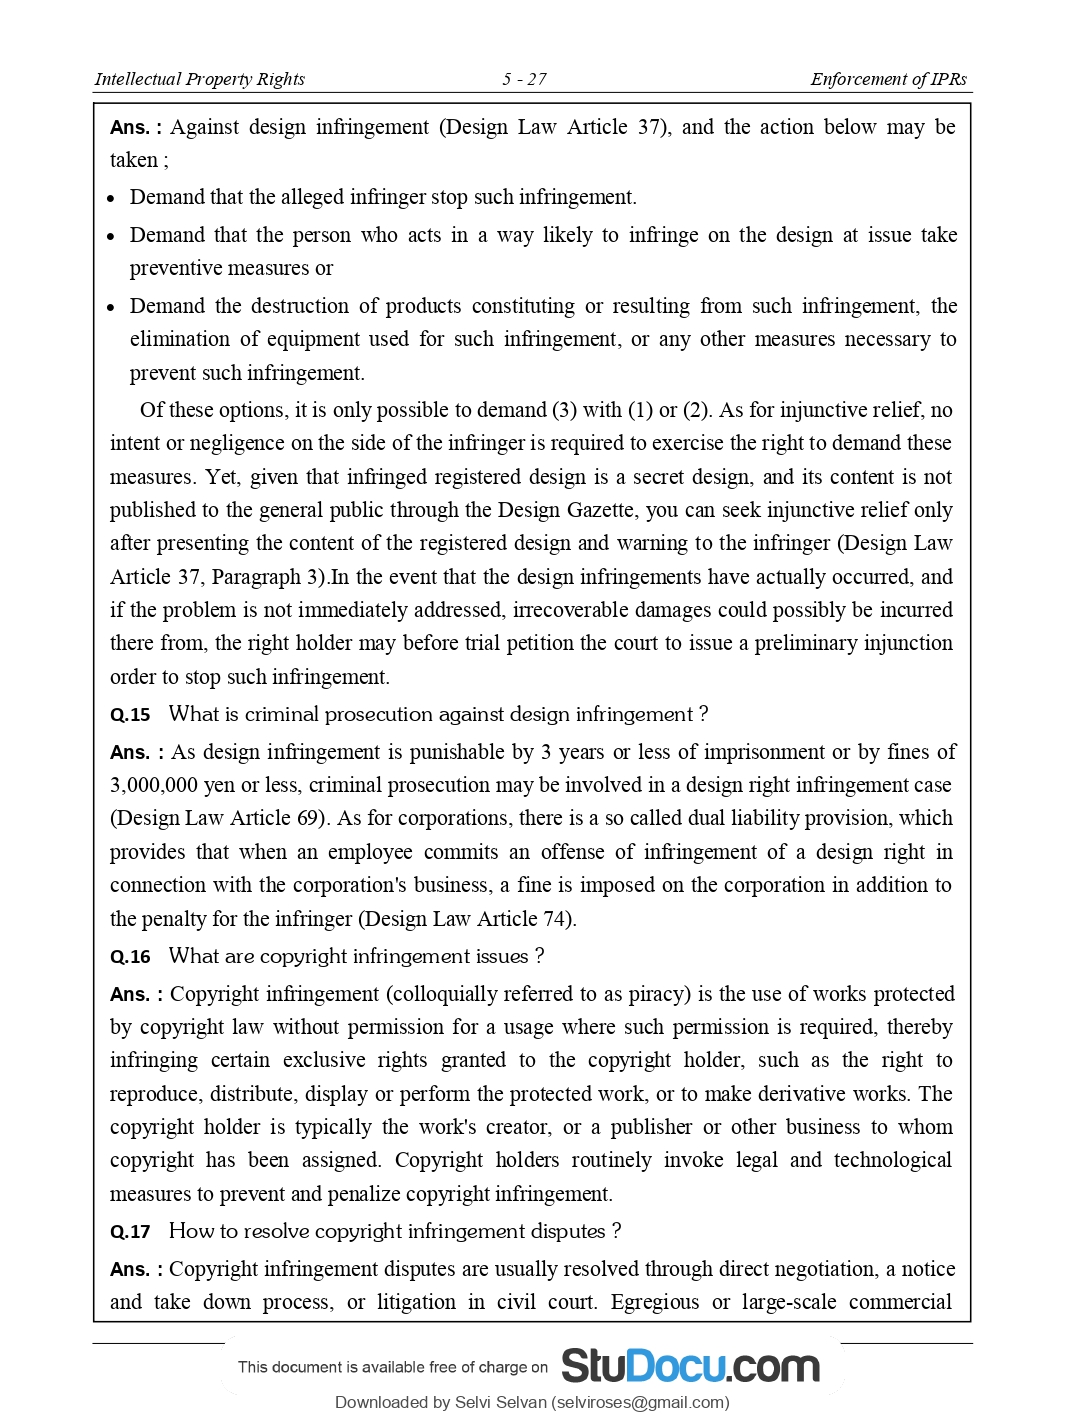 Intellectual Property Rights 5 - 27 Enforcement of IPRs
Ans. : Against design infringement (Design Law Article 37), and the action below may be
taken ;
• Demand that the alleged infringer stop such infringement.
• Demand that the person who acts in a way likely to infringe on the design at issue take
preventive measures or
• Demand the destruction of products constituting or resulting from such infringement, the
elimination of equipment used for such infringement, or any other measures necessary to
prevent such infringement.
Of these options, it is only possible to demand (3) with (1) or (2). As for injunctive relief, no
intent or negligence on the side of the infringer is required to exercise the right to demand these
measures. Yet, given that infringed registered design is a secret design, and its content is not
published to the general public through the Design Gazette, you can seek injunctive relief only
after presenting the content of the registered design and warning to the infringer (Design Law
Article 37, Paragraph 3).In the event that the design infringements have actually occurred, and
if the problem is not immediately addressed, irrecoverable damages could possibly be incurred
there from, the right holder may before trial petition the court to issue a preliminary injunction
order to stop such infringement.
Q.15 What is criminal prosecution against design infringement ?
Ans. : As design infringement is punishable by 3 years or less of imprisonment or by fines of
3,000,000 yen or less, criminal prosecution may be involved in a design right infringement case
(Design Law Article 69). As for corporations, there is a so called dual liability provision, which
provides that when an employee commits an offense of infringement of a design right in
connection with the corporation's business, a fine is imposed on the corporation in addition to
the penalty for the infringer (Design Law Article 74).
Q.16 What are copyright infringement issues ?
Ans. : Copyright infringement (colloquially referred to as piracy) is the use of works protected
by copyright law without permission for a usage where such permission is required, thereby
infringing certain exclusive rights granted to the copyright holder, such as the right to
reproduce, distribute, display or perform the protected work, or to make derivative works. The
copyright holder is typically the work's creator, or a publisher or other business to whom
copyright has been assigned. Copyright holders routinely invoke legal and technological
measures to prevent and penalize copyright infringement.
Q.17 How to resolve copyright infringement disputes ?
Ans. : Copyright infringement disputes are usually resolved through direct negotiation, a notice
and take down process, or litigation in civil court. Egregious or large-scale commercial
This document is available free of charge on StuDocu.com
Downloaded by Selvi Selvan (selviroses@gmail.com)